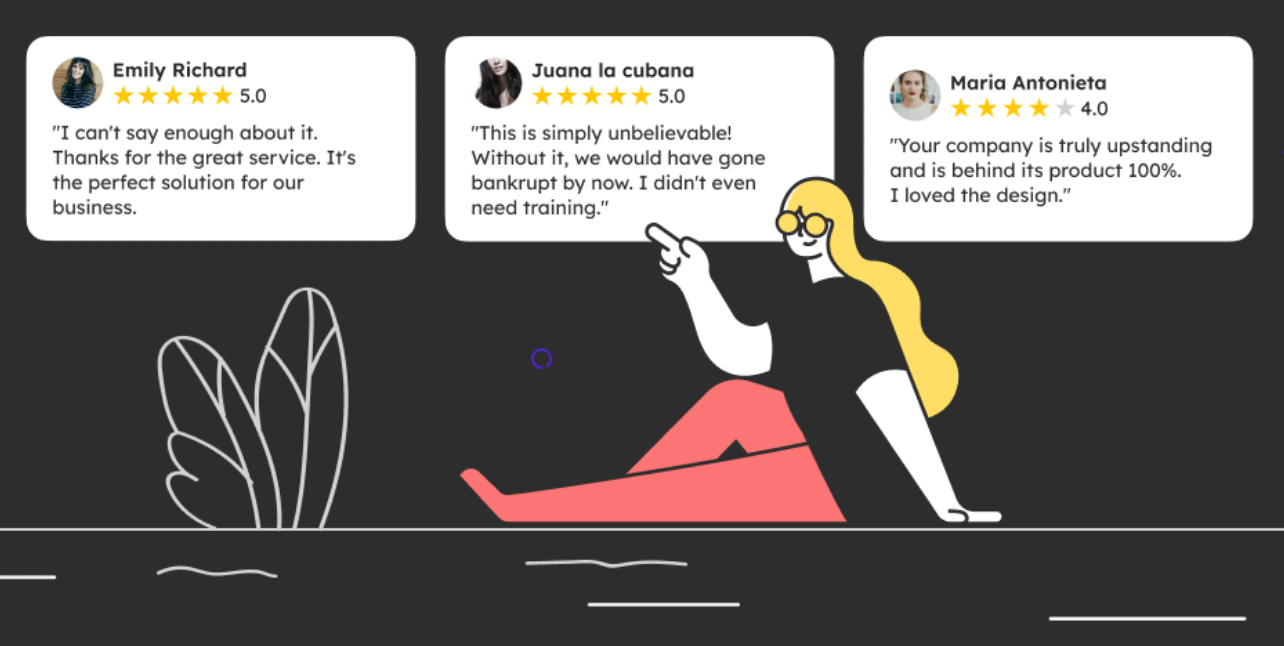 Emily Richard
5.0
"I can't say enough about it.
Thanks for the great service. It's
the perfect solution for our
business.
Juana la cubana
5.0
"This is simply unbelievable!
Without it, we would have gone
bankrupt by now. I didn't even
need training."
Maria Antonieta
4.0
"Your company is truly upstanding
and is behind its product 100%.
I loved the design."